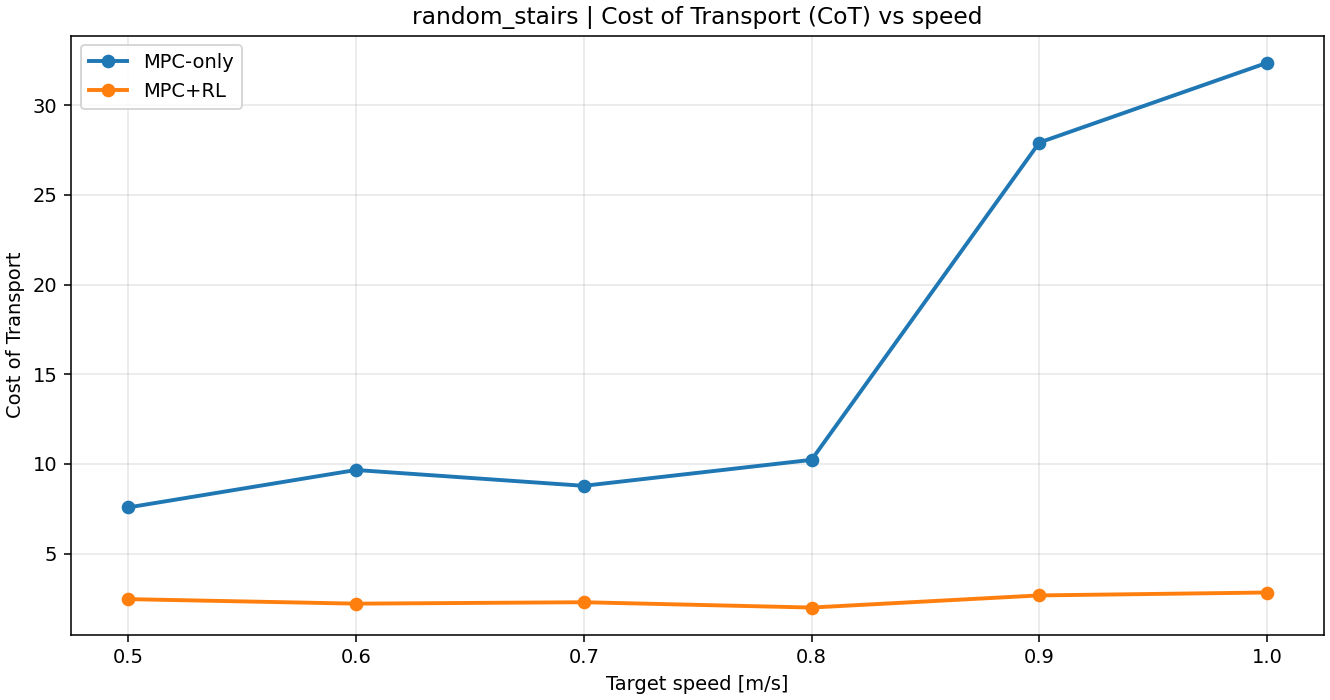 random_stairs | Cost of Transport (CoT) vs speed
MPC-only
MPC+RL
Cost of Transport
30
25
20
15
10
5
0.5 0.6 0.7 0.8 0.9 1.0
Target speed [m/s]